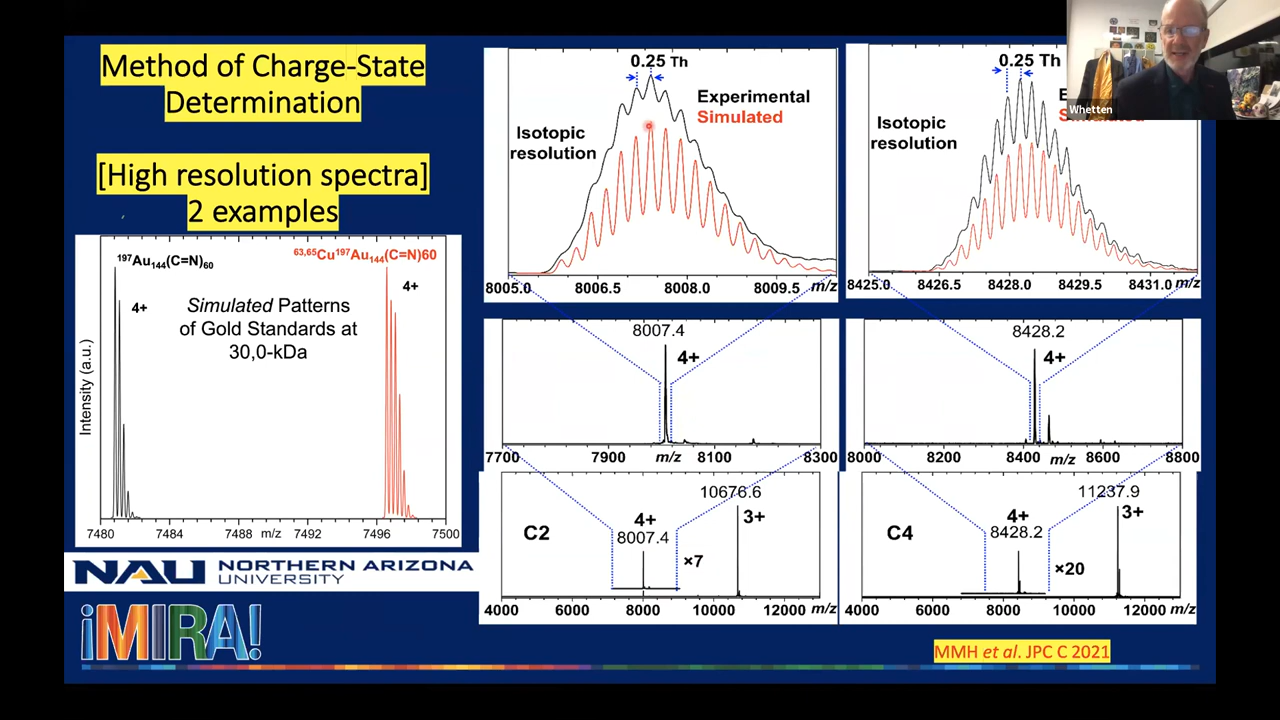 Method of Charge-State
Determination
[High resolution spectra]
2 examples
¹⁹⁷Au₁₄₄(C=N)₆₀
4+
⁶³,⁶⁵Cu¹⁹⁷Au₁₄₄(C=N)60
4+
Simulated Patterns
of Gold Standards at
30,0-kDa
Intensity (a.u.)
7480 7484 7488 m/z 7492 7496 7500
NAU NORTHERN ARIZONA
UNIVERSITY
¡MIRA!
0.25 Th
Experimental
Simulated
Isotopic
resolution
8005.0 8006.5 8008.0 8009.5 m/z
8007.4
4+
7700 7900 m/z 8100 8300
10676.6
4+
3+
8007.4
C2
×7
4000 6000 8000 10000 12000 m/z
0.25 Th
Isotopic
resolution
8425.0 8426.5 8428.0 8429.5 8431.0 m/z
8428.2
4+
8000 8200 8400 m/z 8600 8800
11237.9
4+
3+
8428.2
C4
×20
4000 6000 8000 10000 12000 m/z
MMH et al. JPC C 2021
Whetten